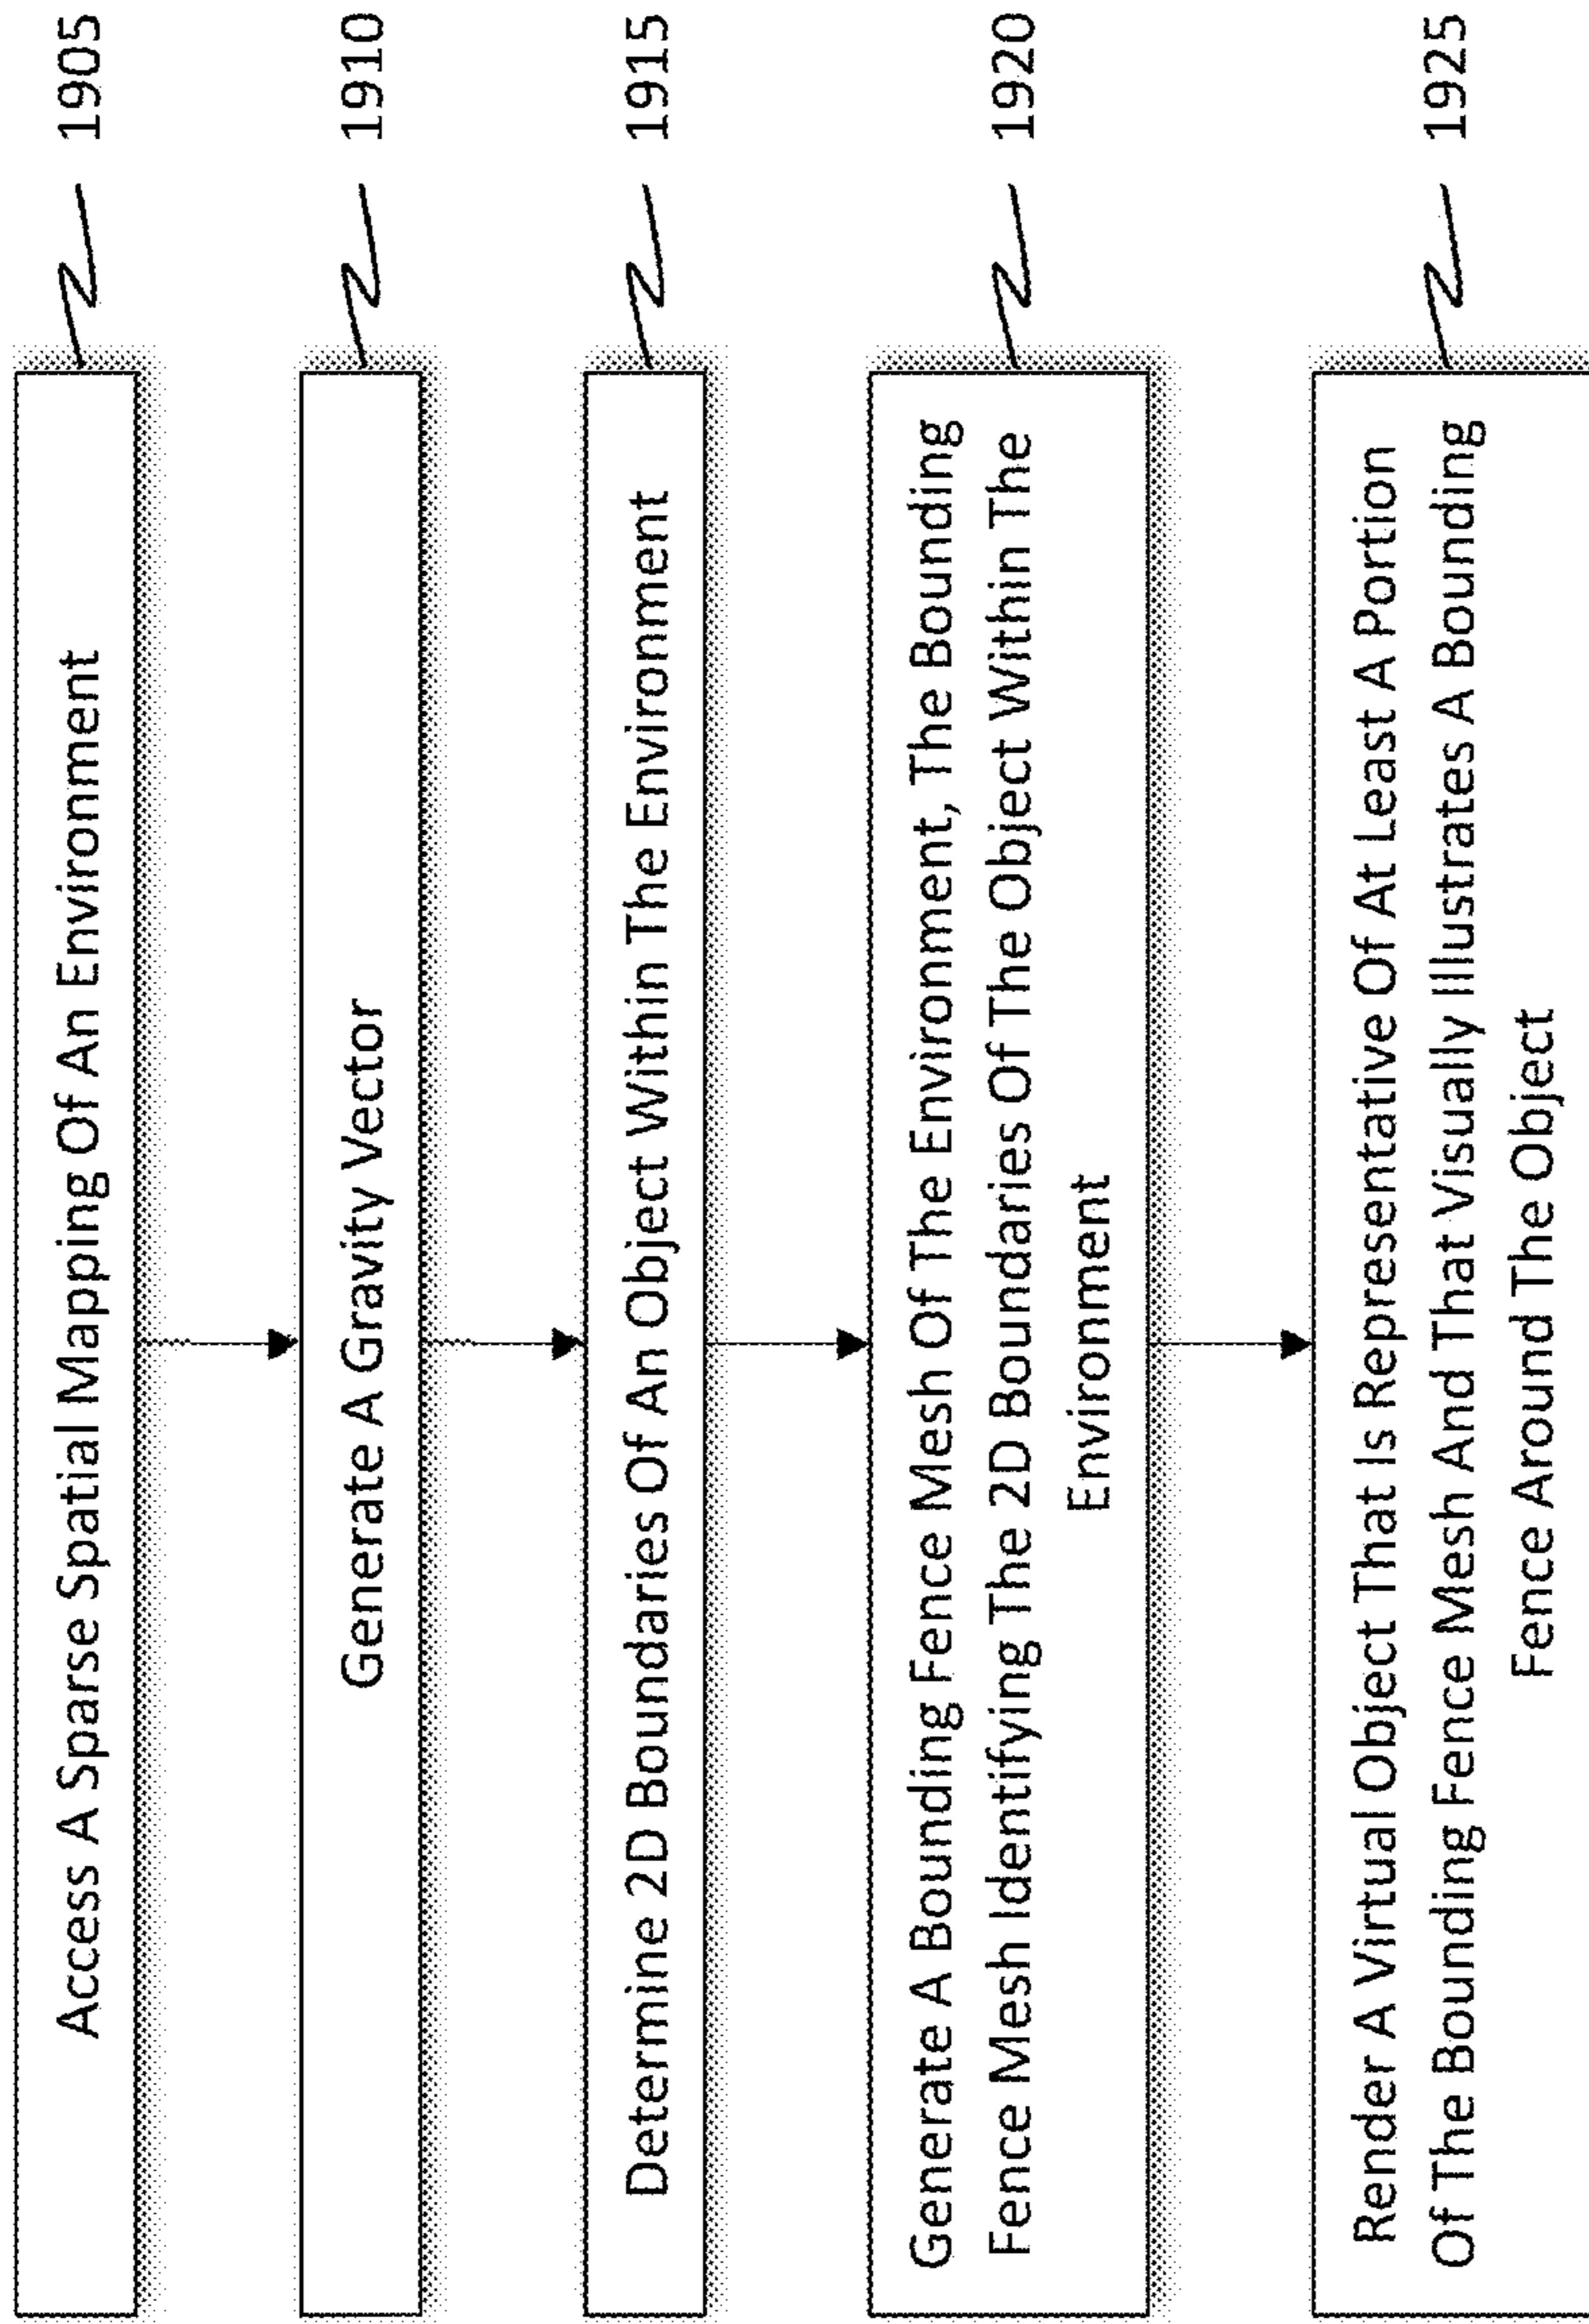 Access A Sparse Spatial Mapping Of An Environment
1905
Generate A Gravity Vector
1910
Determine 2D Boundaries Of An Object Within The Environment
1915
Generate A Bounding Fence Mesh Of The Environment, The Bounding
Fence Mesh Identifying The 2D Boundaries Of The Object Within The
Environment
1920
Render A Virtual Object That Is Representative Of At Least A Portion
Of The Bounding Fence Mesh And That Visually Illustrates A Bounding
Fence Around The Object
1925